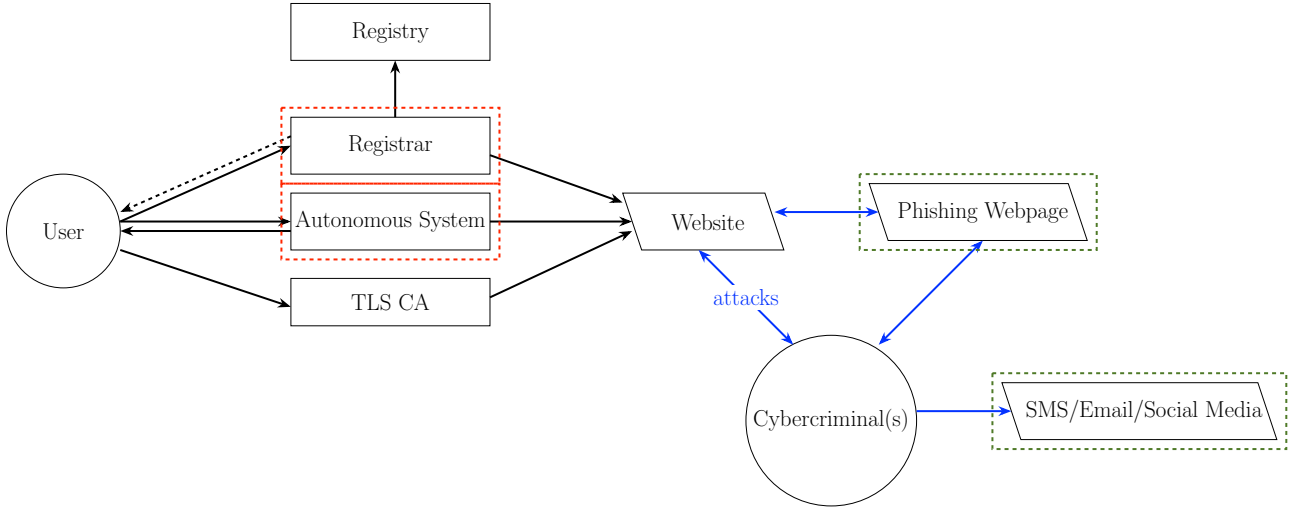 Registry
Registrar
User
Autonomous System
Website
Phishing Webpage
TLS CA
attacks
Cybercriminal(s)
SMS/Email/Social Media